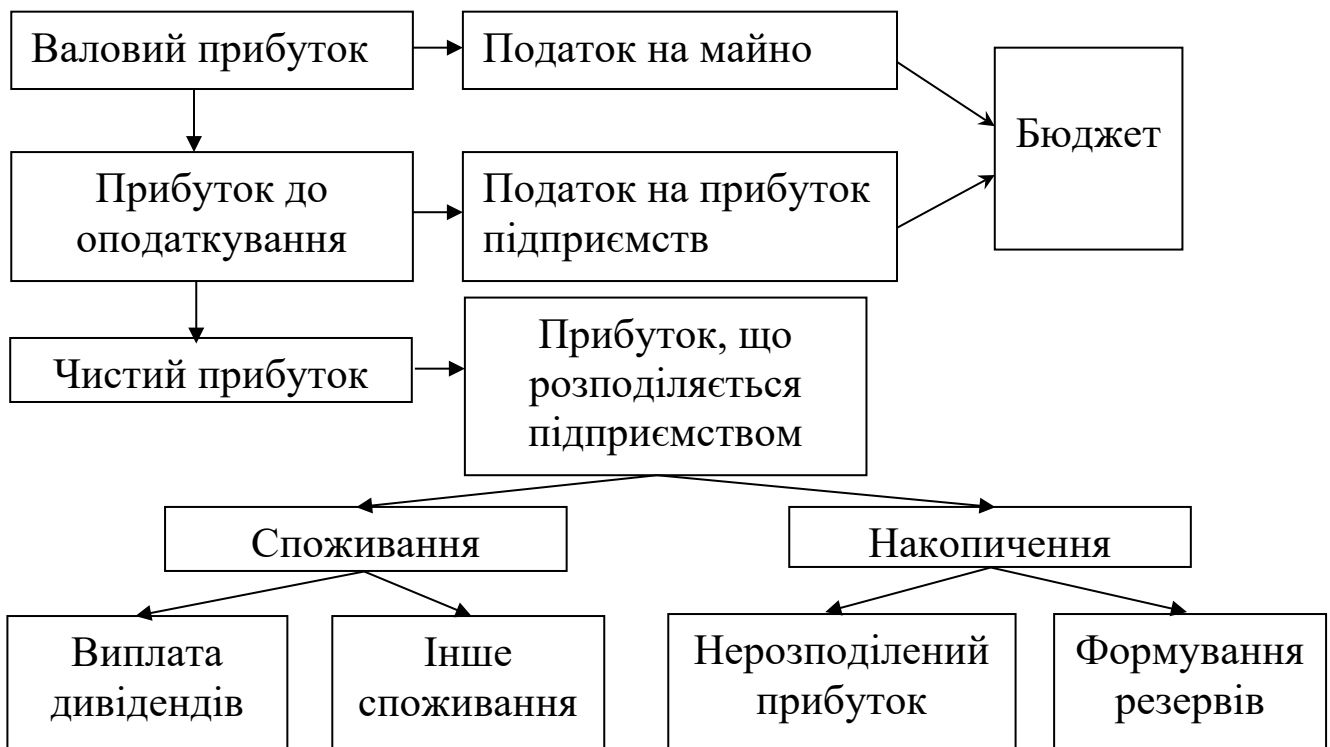 Валовий прибуток
Податок на майно
Бюджет
Прибуток до
оподаткування
Податок на прибуток
підприємств
Чистий прибуток
Прибуток, що
розподіляється
підприємством
Споживання
Накопичення
Виплата
дивідендів
Інше
споживання
Нерозподілений
прибуток
Формування
резервів